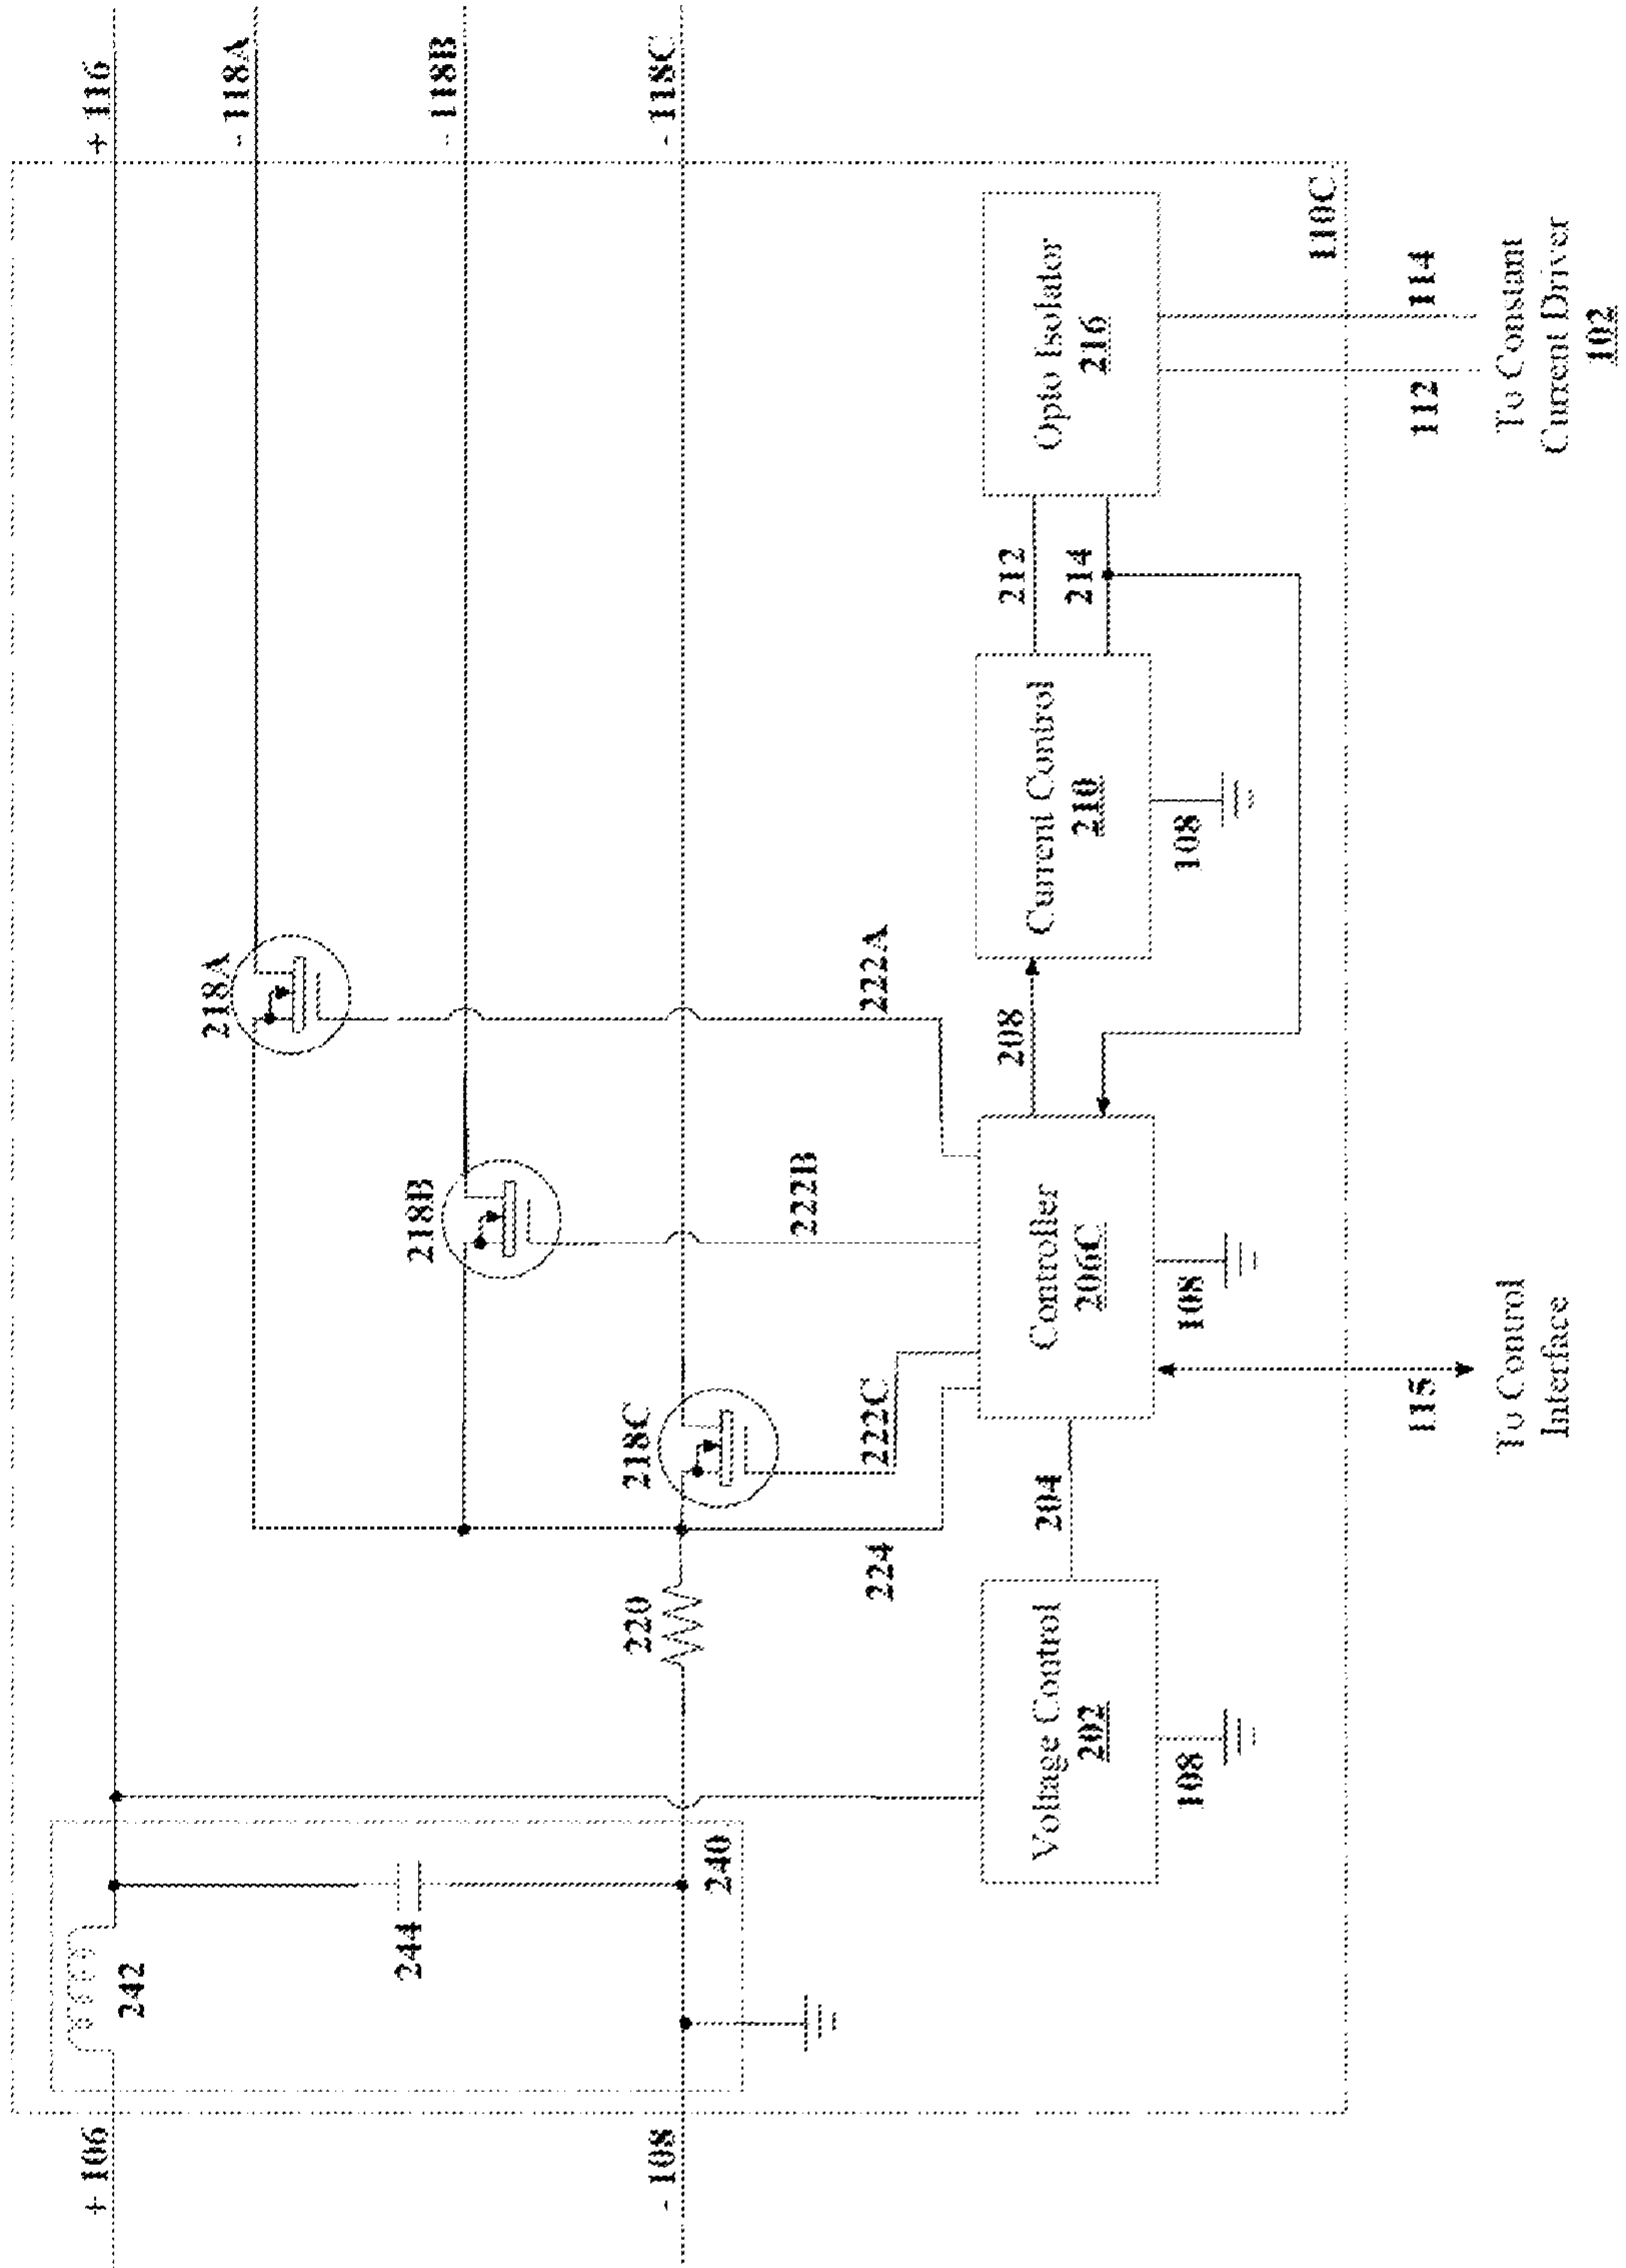 + 106
- 108
242
244
240
+ 116
- 118A
- 118B
- 118C
218A
218B
218C
220
224
222C
222B
222A
Voltage Control
202
108
204
Controller
206C
108
208
Current Control
210
108
212
214
Opto Isolator
216
110C
115
To Control
Interface
112
114
To Constant
Current Driver
102